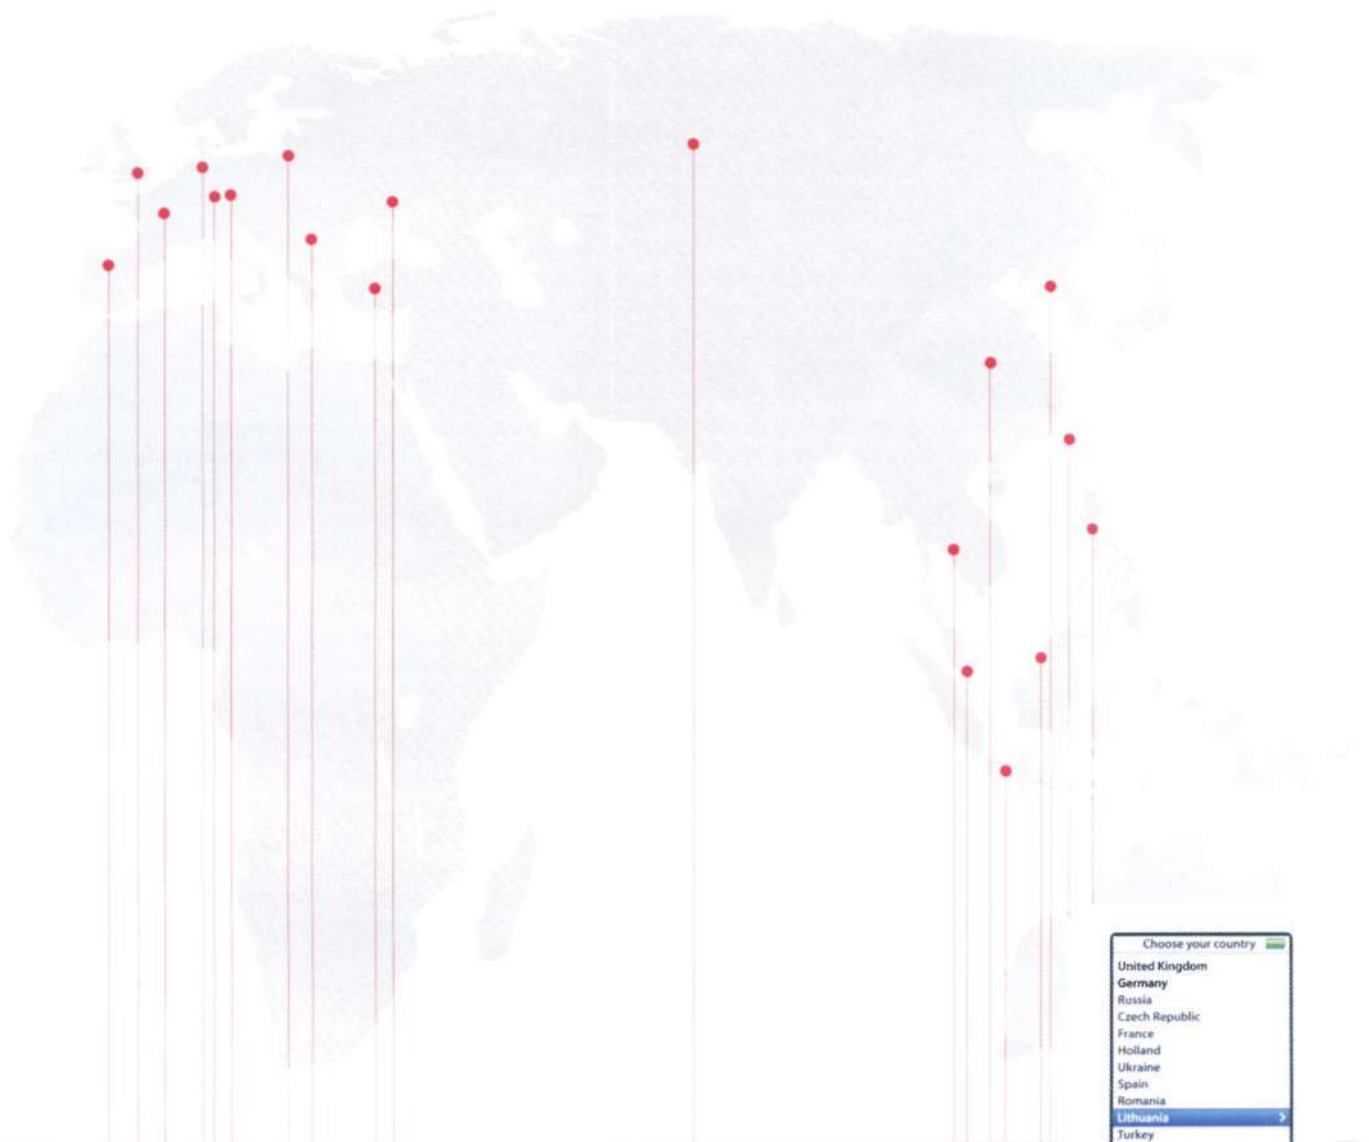 Choose your country
United Kingdom
Germany
Russia
Czech Republic
France
Holland
Ukraine
Spain
Romania
Lithuania
Turkey